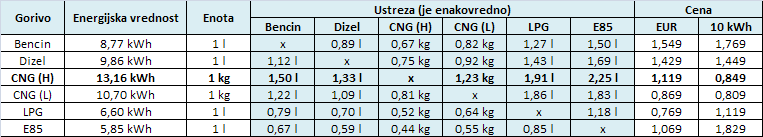 Gorivo Energijska vrednost Enota Ustreza (je enakovredno) Cena
Bencin Dizel CNG (H) CNG (L) LPG E85 EUR 10 kWh
Bencin 8,77 kWh 1 l x 0,89 l 0,67 kg 0,82 kg 1,27 l 1,50 l 1,549 1,769
Dizel 9,86 kWh 1 l 1,12 l x 0,75 kg 0,92 kg 1,43 l 1,69 l 1,429 1,449
CNG (H) 13,16 kWh 1 kg 1,50 l 1,33 l x 1,23 kg 1,91 l 2,25 l 1,119 0,849
CNG (L) 10,70 kWh 1 kg 1,22 l 1,09 l 0,81 kg x 1,86 l 1,83 l 0,869 0,809
LPG 6,60 kWh 1 l 0,79 l 0,70 l 0,52 kg 0,64 kg x 1,18 l 0,769 1,119
E85 5,85 kWh 1 l 0,67 l 0,59 l 0,44 kg 0,55 kg 0,85 l x 1,069 1,829